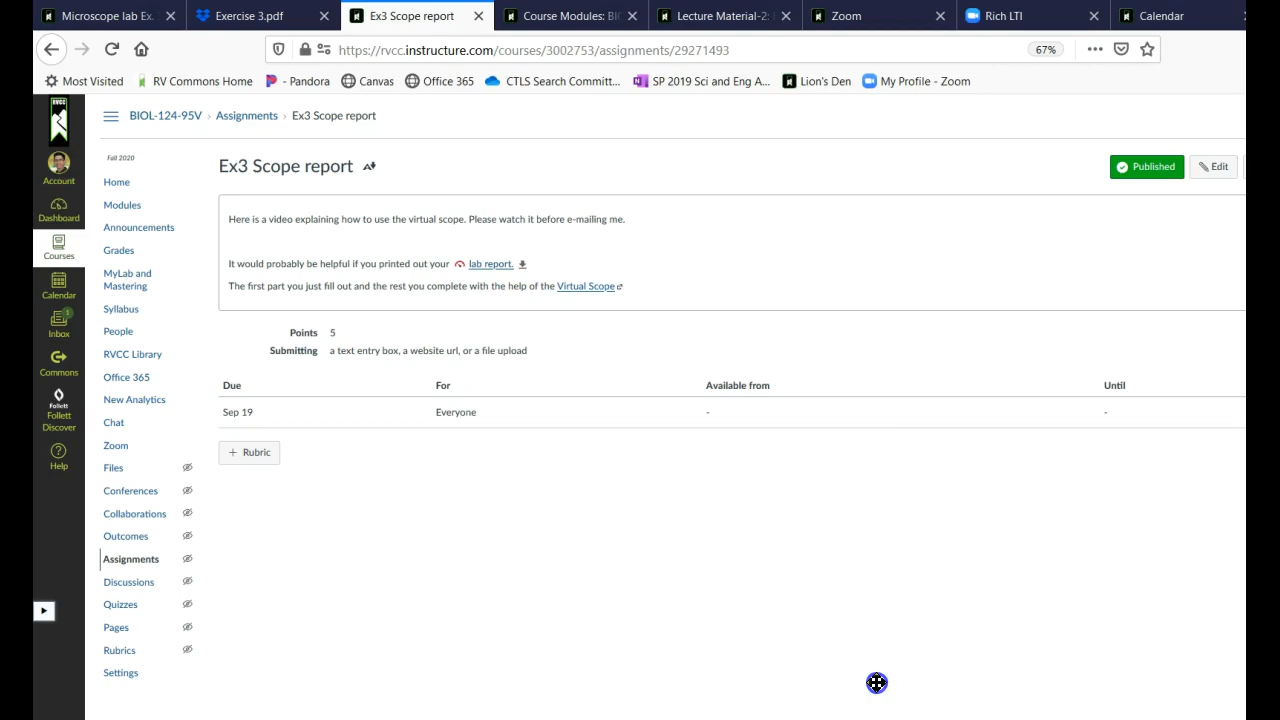 Microscope lab Ex.
Exercise 3.pdf
Ex3 Scope report
Course Modules: BI
Lecture Material-2:
Zoom
Rich LTI
Calendar
https://rvcc.instructure.com/courses/3002753/assignments/29271493
67%
Most Visited
RV Commons Home
- Pandora
Canvas
Office 365
CTLS Search Committ...
SP 2019 Sci and Eng A...
Lion's Den
My Profile - Zoom
RVCC
Account
Dashboard
Courses
Calendar
1
Inbox
Commons
Follett
Follett
Discover
Help
BIOL-124-95V › Assignments › Ex3 Scope report
Fall 2020
Home
Modules
Announcements
Grades
MyLab and
Mastering
Syllabus
People
RVCC Library
Office 365
New Analytics
Chat
Zoom
Files
Conferences
Collaborations
Outcomes
Assignments
Discussions
Quizzes
Pages
Rubrics
Settings
Ex3 Scope report
Published
Edit
Here is a video explaining how to use the virtual scope. Please watch it before e-mailing me.
It would probably be helpful if you printed out your lab report.
The first part you just fill out and the rest you complete with the help of the Virtual Scope
Points 5
Submitting a text entry box, a website url, or a file upload
Due For Available from Until
Sep 19 Everyone - -
+ Rubric